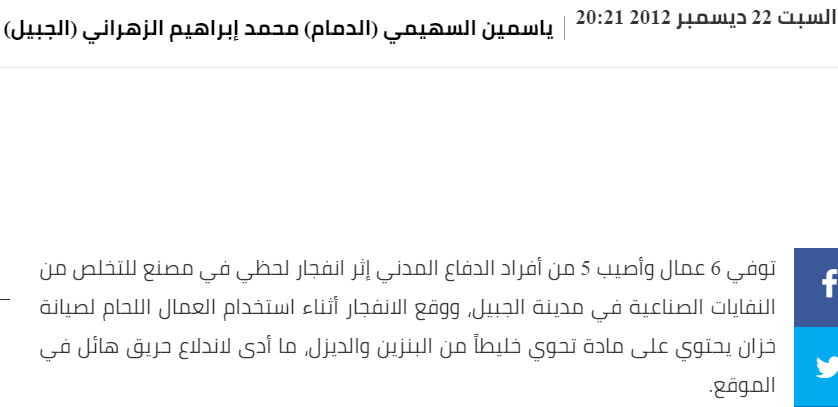 السبت 22 ديسمبر 2012 20:21 | ياسمين السهيمي (الدمام) محمد إبراهيم الزهراني (الجبيل)
توفي 6 عمال وأصيب 5 من أفراد الدفاع المدني إثر انفجار لحظي في مصنع للتخلص من
النفايات الصناعية في مدينة الجبيل، ووقع الانفجار أثناء استخدام العمال اللحام لصيانة
خزان يحتوي على مادة تحوي خليطاً من البنزين والديزل، ما أدى لاندلاع حريق هائل في
الموقع.